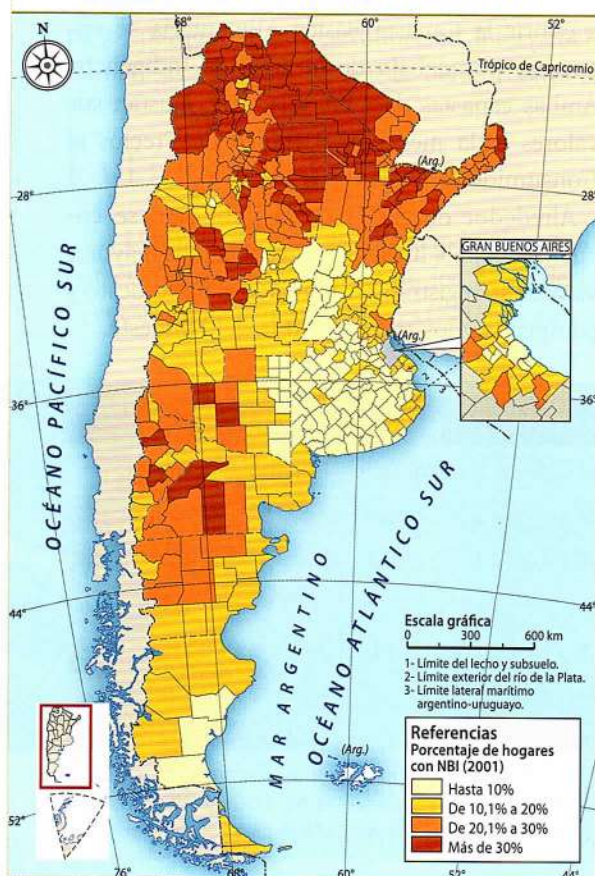 N
68°
60°
52°
Trópico de Capricornio
(Arg.)
28°
28°
GRAN BUENOS AIRES
(Arg.)
36°
36°
OCÉANO PACÍFICO SUR
MAR ARGENTINO
OCÉANO ATLÁNTICO SUR
44°
44°
Escala gráfica
0 300 600 km
1- Límite del lecho y subsuelo.
2- Límite exterior del río de la Plata.
3- Límite lateral marítimo
argentino-uruguayo.
(Arg.)
Referencias
Porcentaje de hogares
con NBI (2001)
Hasta 10%
De 10,1% a 20%
De 20,1% a 30%
Más de 30%
52°
76°
68°
60°
52°